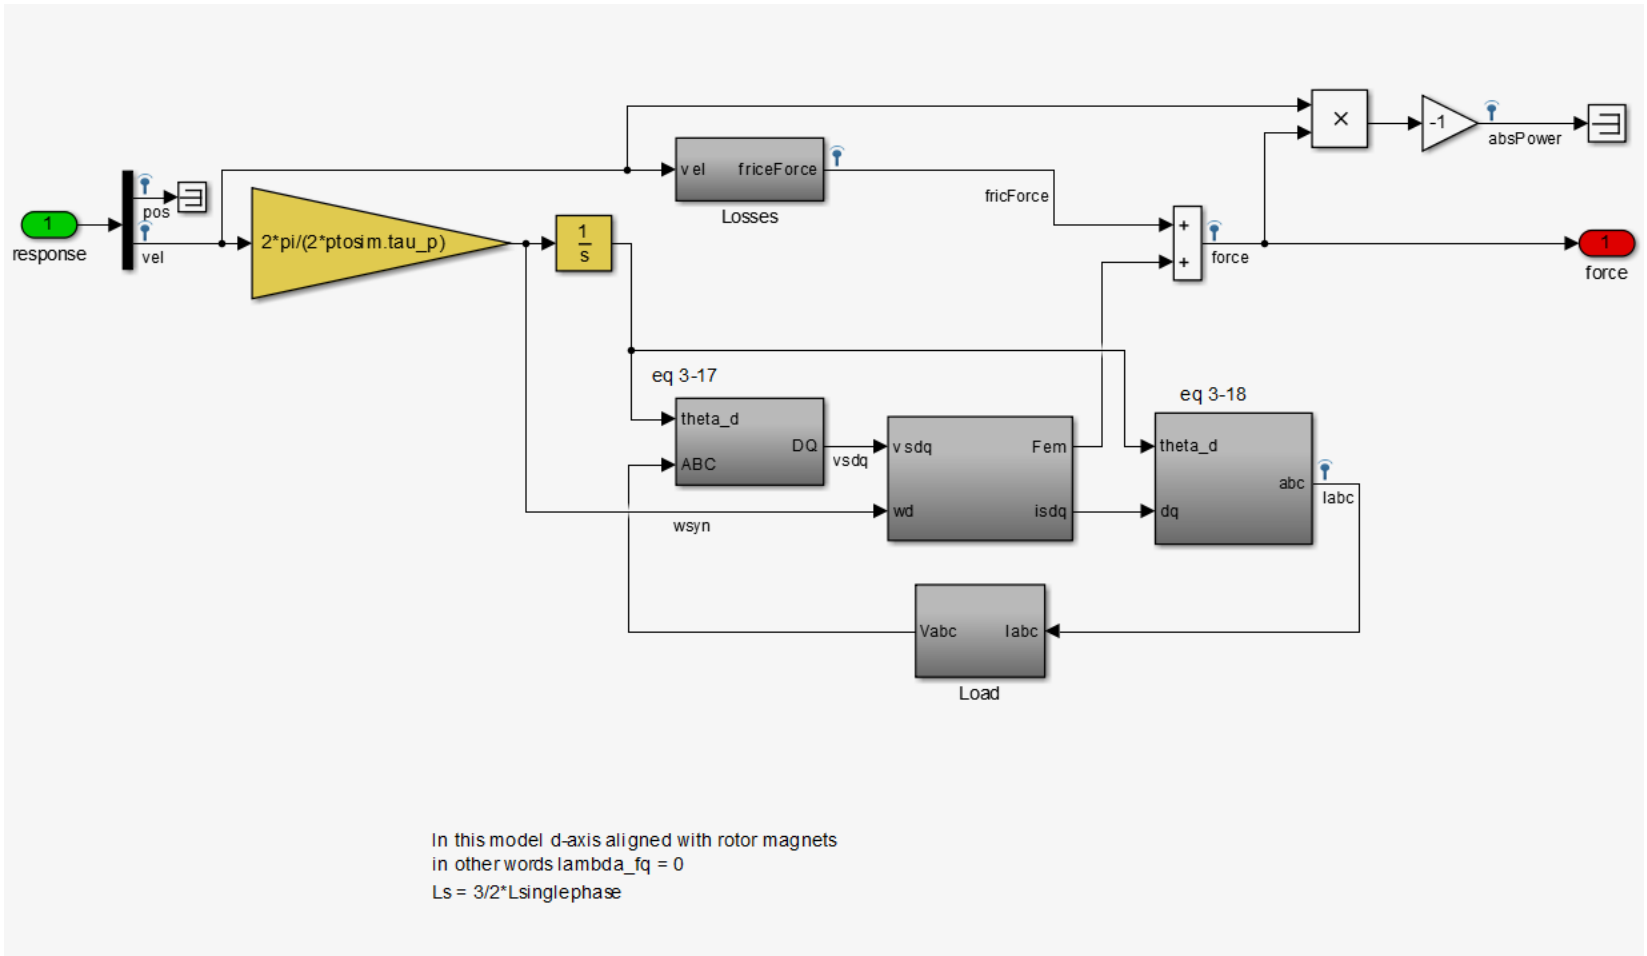 ×
-1
absPower
vel
friceForce
Losses
fricForce
1
response
pos
vel
2*pi/(2*ptosim.tau_p)
1
s
+
+
force
1
force
eq 3-17
theta_d
ABC
DQ
vsdq
vsdq
wd
Fem
isdq
wsyn
eq 3-18
theta_d
dq
abc
Iabc
Vabc
Iabc
Load
In this model d-axis aligned with rotor magnets
in other words lambda_fq = 0
Ls = 3/2*Lsinglephase